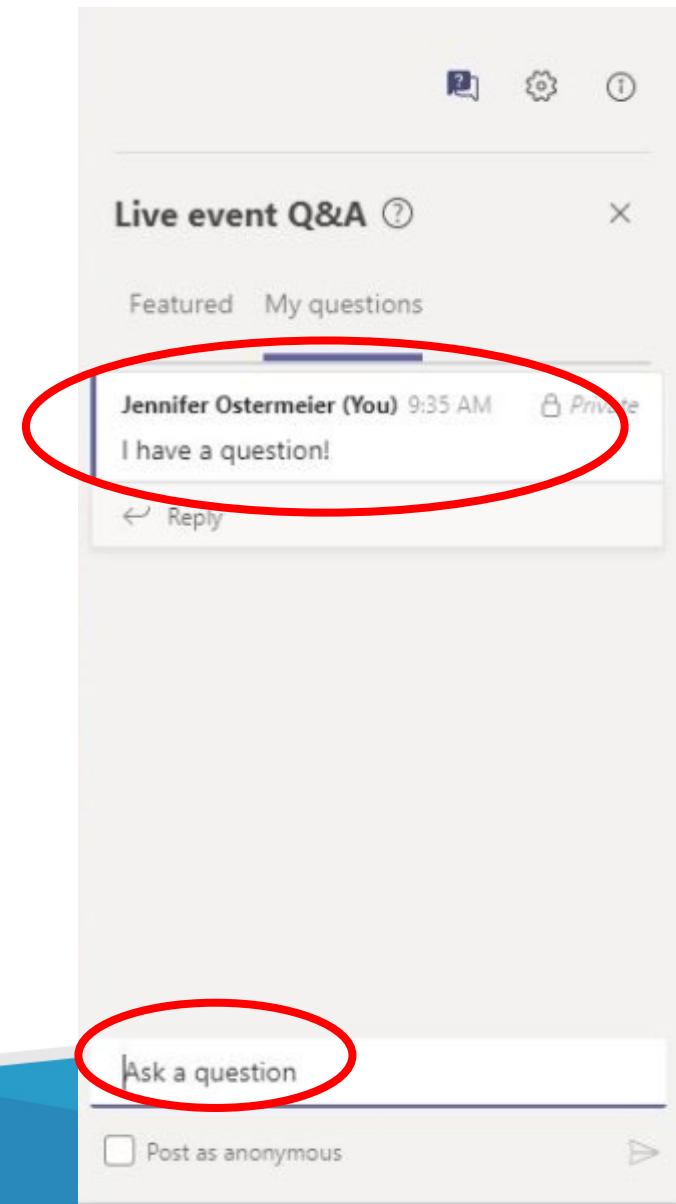 Live event Q&A ?
Featured My questions
Jennifer Ostermeier (You) 9:35 AM Private
I have a question!
Reply
Ask a question
Post as anonymous